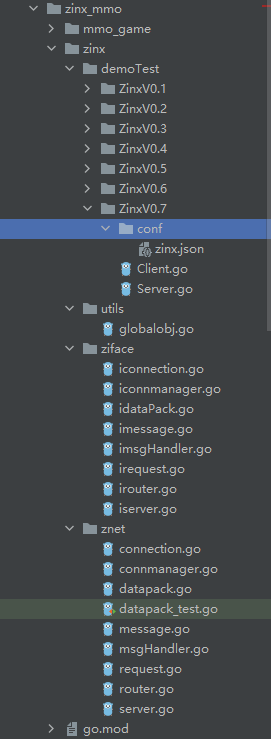 zinx_mmo
mmo_game
zinx
demoTest
ZinxV0.1
ZinxV0.2
ZinxV0.3
ZinxV0.4
ZinxV0.5
ZinxV0.6
ZinxV0.7
conf
zinx.json
Client.go
Server.go
utils
globalobj.go
ziface
iconnection.go
iconnmanager.go
idataPack.go
imessage.go
imsgHandler.go
irequest.go
irouter.go
iserver.go
znet
connection.go
connmanager.go
datapack.go
datapack_test.go
message.go
msgHandler.go
request.go
router.go
server.go
go.mod